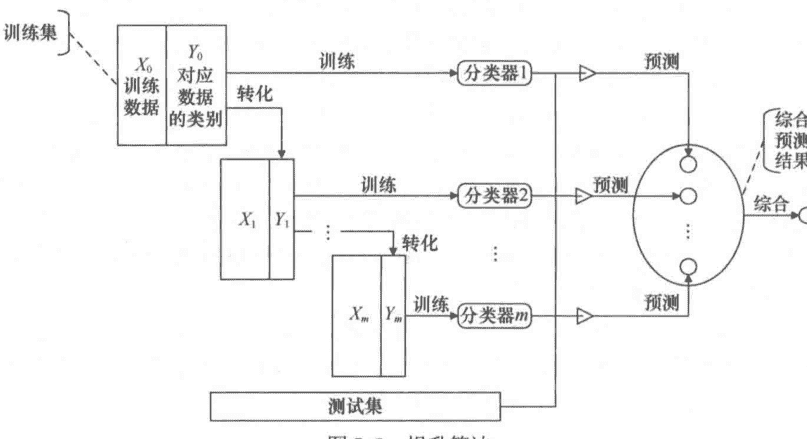 训练集
X₀
训练
数据
Y₀
对应
数据
的类别
训练
分类器1
预测
转化
综合
预测
结果
X₁
Y₁
训练
分类器2
预测
综合
…
转化
⋮
…
Xₘ
Yₘ
训练
分类器m
预测
测试集